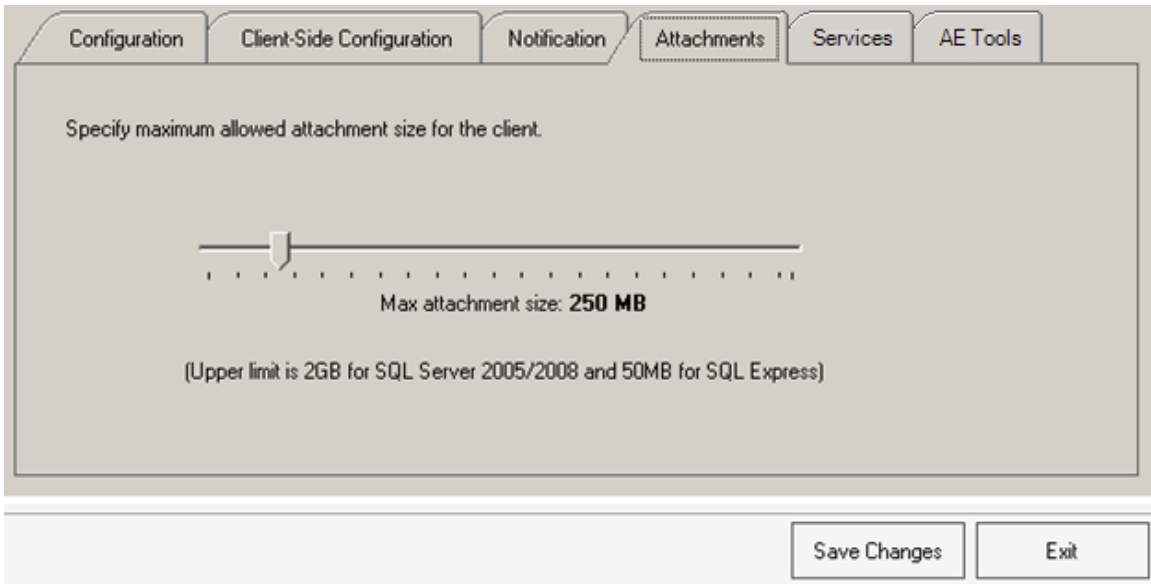 Configuration Client-Side Configuration Notification Attachments Services AE Tools
Specify maximum allowed attachment size for the client.
Max attachment size: 250 MB
(Upper limit is 2GB for SQL Server 2005/2008 and 50MB for SQL Express)
Save Changes Exit